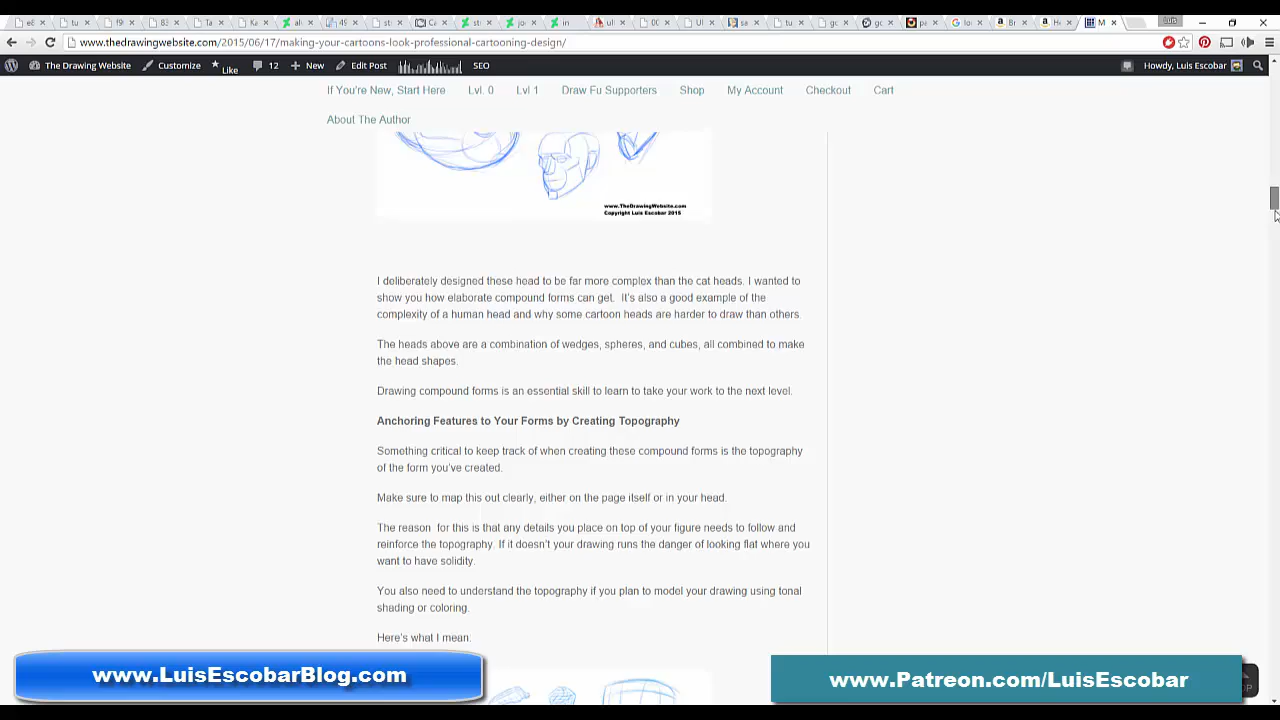 Luis
www.thedrawingwebsite.com/2015/06/17/making-your-cartoons-look-professional-cartooning-design/
The Drawing Website Customize Like 12 New Edit Post SEO Howdy, Luis Escobar
If You're New, Start Here Lvl. 0 Lvl 1 Draw Fu Supporters Shop My Account Checkout Cart
About The Author
www.TheDrawingWebsite.com
Copyright Luis Escobar 2015
I deliberately designed these head to be far more complex than the cat heads. I wanted to
show you how elaborate compound forms can get. It's also a good example of the
complexity of a human head and why some cartoon heads are harder to draw than others.
The heads above are a combination of wedges, spheres, and cubes, all combined to make
the head shapes.
Drawing compound forms is an essential skill to learn to take your work to the next level.
Anchoring Features to Your Forms by Creating Topography
Something critical to keep track of when creating these compound forms is the topography
of the form you've created.
Make sure to map this out clearly, either on the page itself or in your head.
The reason for this is that any details you place on top of your figure needs to follow and
reinforce the topography. If it doesn't your drawing runs the danger of looking flat where you
want to have solidity.
You also need to understand the topography if you plan to model your drawing using tonal
shading or coloring.
Here's what I mean:
www.LuisEscobarBlog.com
www.Patreon.com/LuisEscobar